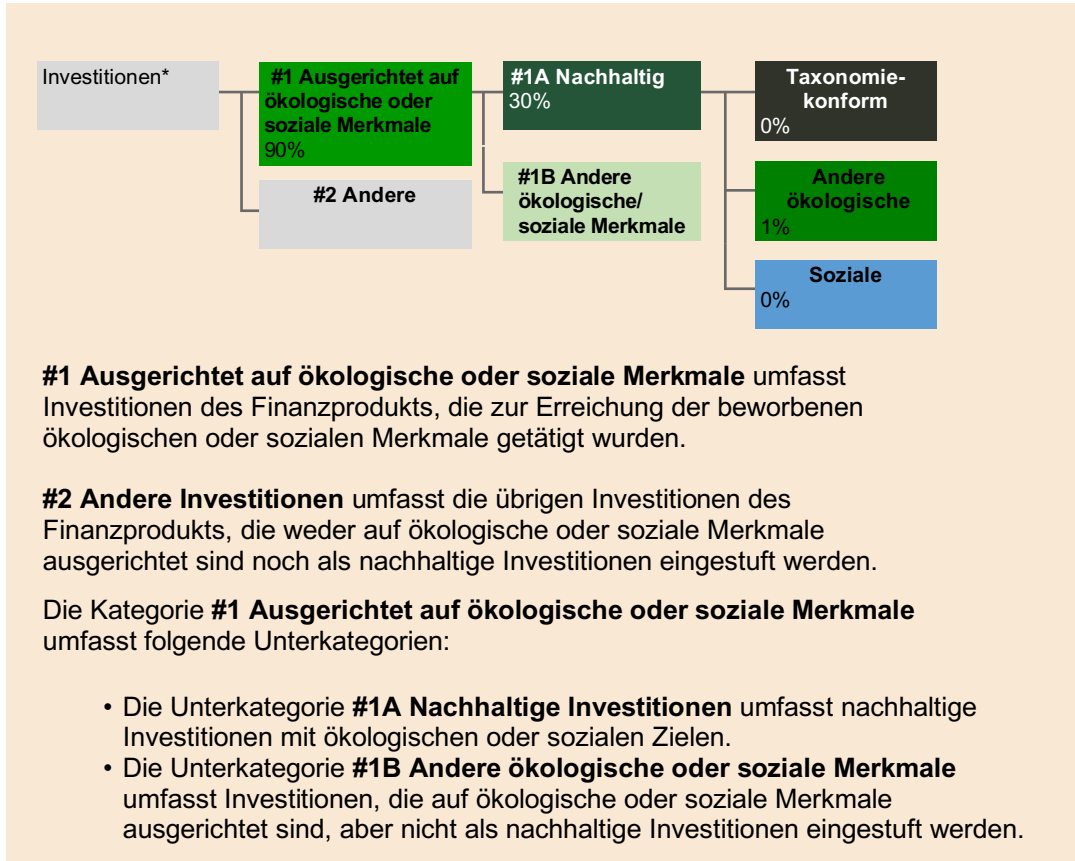 Investitionen*
#1 Ausgerichtet auf
ökologische oder
soziale Merkmale
90%
#2 Andere
#1A Nachhaltig
30%
#1B Andere
ökologische/
soziale Merkmale
Taxonomie-
konform
0%
Andere
ökologische
1%
Soziale
0%
#1 Ausgerichtet auf ökologische oder soziale Merkmale umfasst
Investitionen des Finanzprodukts, die zur Erreichung der beworbenen
ökologischen oder sozialen Merkmale getätigt wurden.
#2 Andere Investitionen umfasst die übrigen Investitionen des
Finanzprodukts, die weder auf ökologische oder soziale Merkmale
ausgerichtet sind noch als nachhaltige Investitionen eingestuft werden.
Die Kategorie #1 Ausgerichtet auf ökologische oder soziale Merkmale
umfasst folgende Unterkategorien:
• Die Unterkategorie #1A Nachhaltige Investitionen umfasst nachhaltige
Investitionen mit ökologischen oder sozialen Zielen.
• Die Unterkategorie #1B Andere ökologische oder soziale Merkmale
umfasst Investitionen, die auf ökologische oder soziale Merkmale
ausgerichtet sind, aber nicht als nachhaltige Investitionen eingestuft werden.